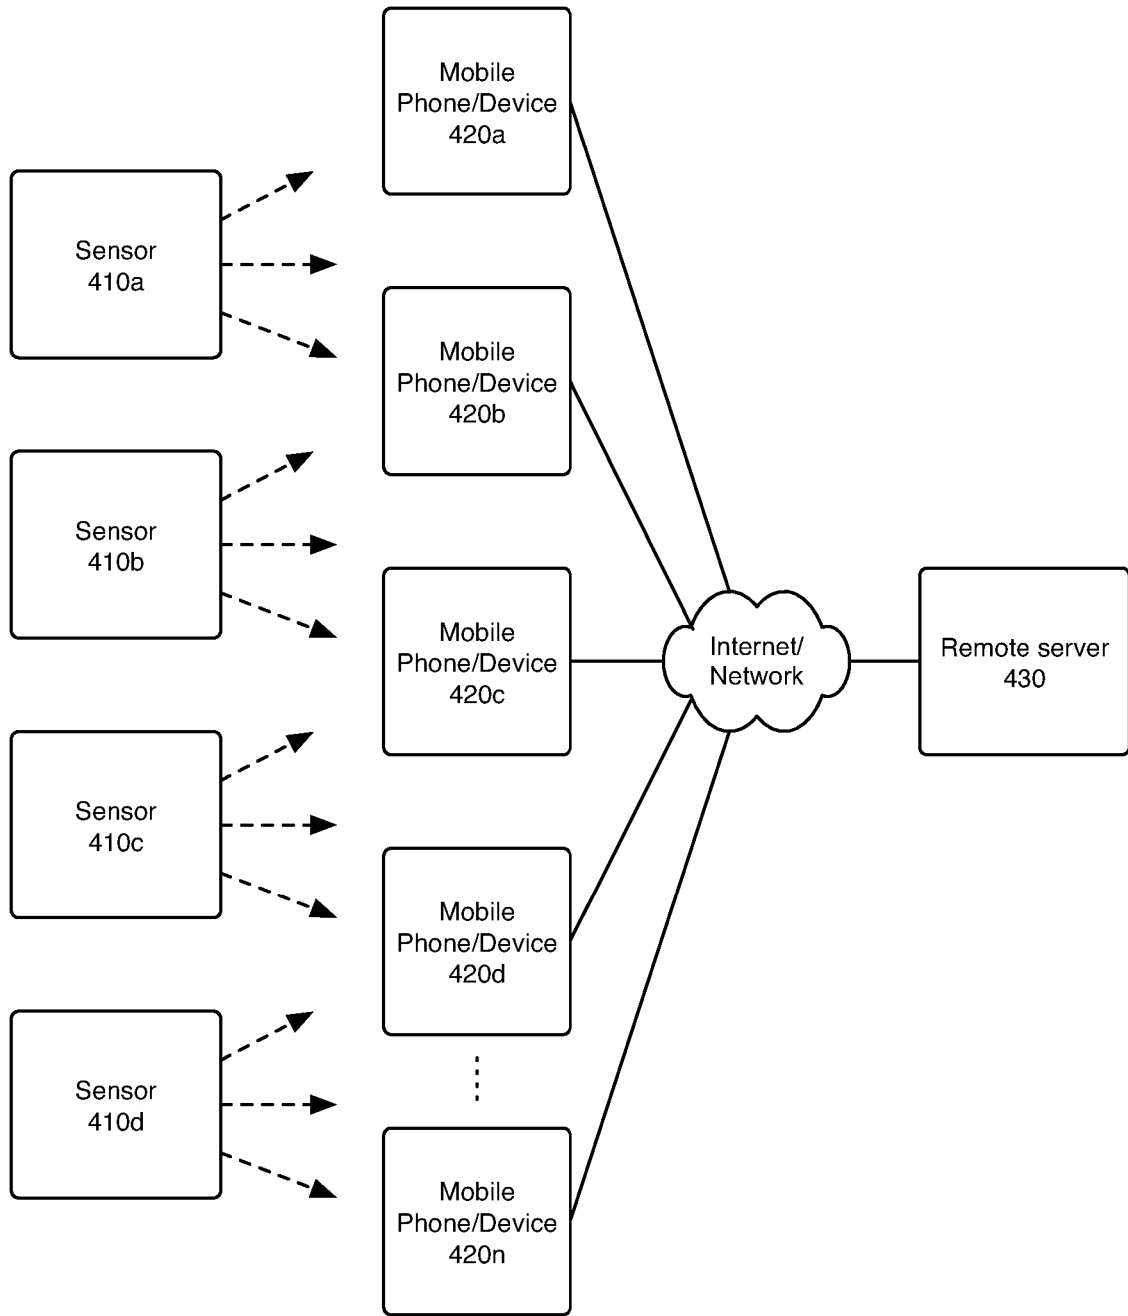 Mobile
Phone/Device
420a
Sensor
410a
Mobile
Phone/Device
420b
Sensor
410b
Mobile
Phone/Device
420c
Internet/
Network
Remote server
430
Sensor
410c
Mobile
Phone/Device
420d
Sensor
410d
Mobile
Phone/Device
420n